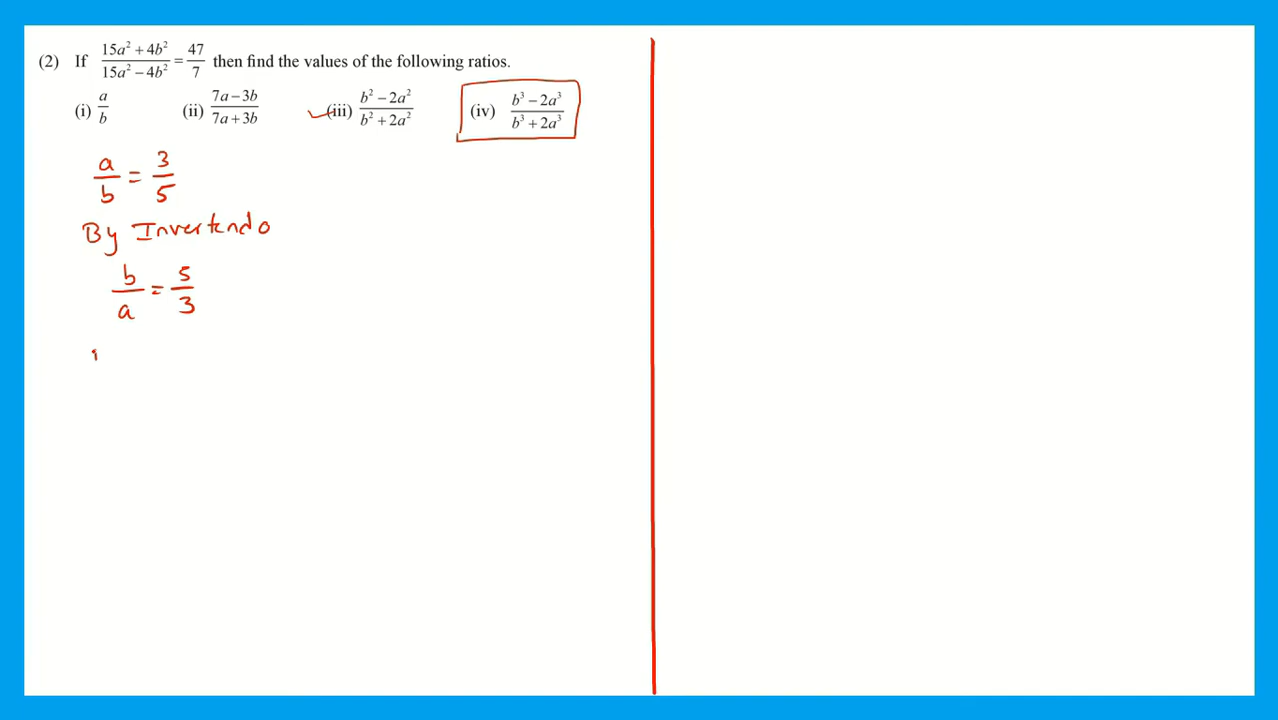 (2) If (15a² + 4b²)/(15a² − 4b²) = 47/7 then find the values of the following ratios.
(i) a/b (ii) (7a − 3b)/(7a + 3b) (iii) (b² − 2a²)/(b² + 2a²) (iv) (b³ − 2a³)/(b³ + 2a³)
a/b = 3/5
By Invertendo
b/a = 5/3